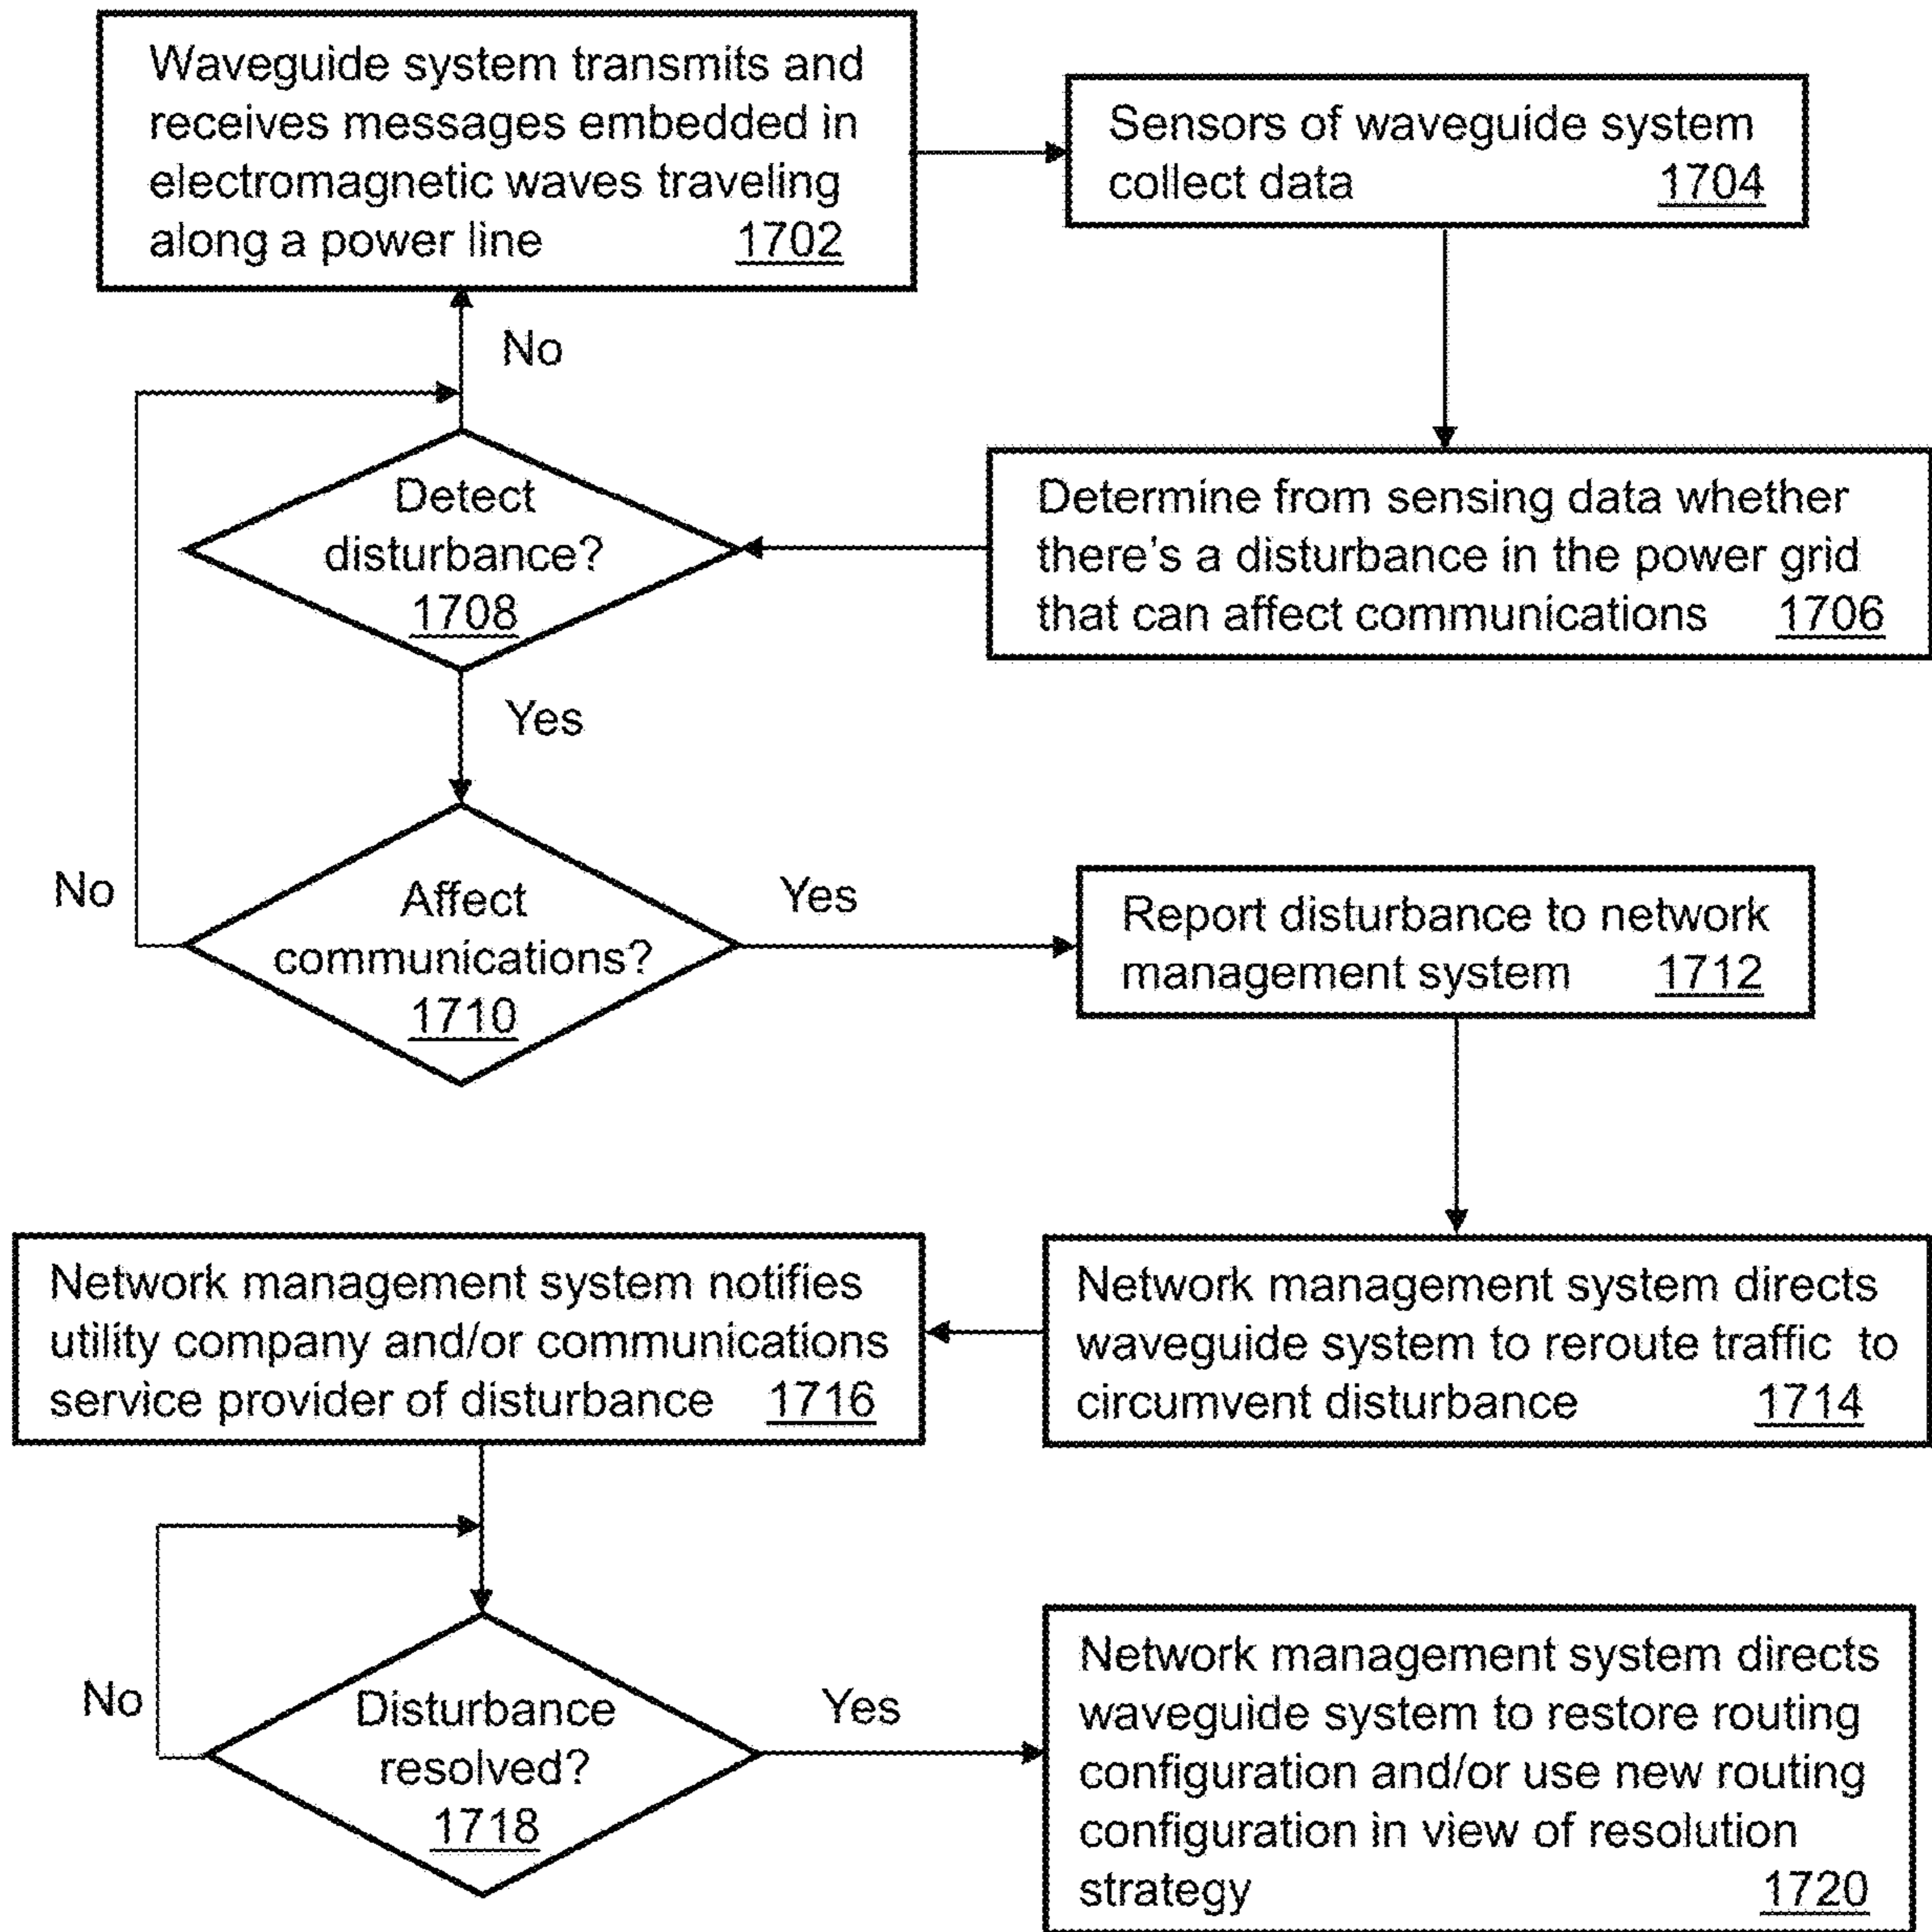 Waveguide system transmits and
receives messages embedded in
electromagnetic waves traveling
along a power line 1702
Sensors of waveguide system
collect data 1704
No
Detect
disturbance?
1708
Determine from sensing data whether
there's a disturbance in the power grid
that can affect communications 1706
Yes
No
Affect
communications?
1710
Yes
Report disturbance to network
management system 1712
Network management system notifies
utility company and/or communications
service provider of disturbance 1716
Network management system directs
waveguide system to reroute traffic to
circumvent disturbance 1714
No
Disturbance
resolved?
1718
Yes
Network management system directs
waveguide system to restore routing
configuration and/or use new routing
configuration in view of resolution
strategy 1720